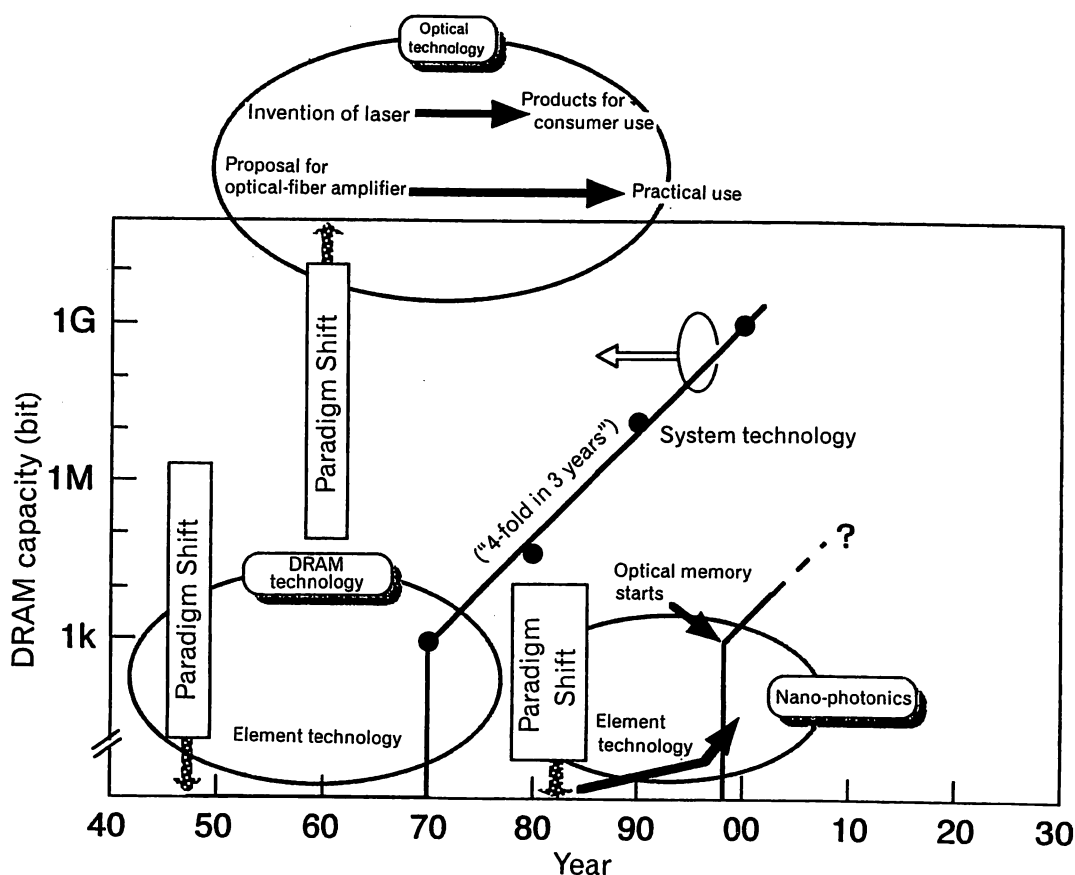 Optical
technology
Invention of laser
Products for
consumer use
Proposal for
optical-fiber amplifier
Practical use
1G
1M
1k
DRAM capacity (bit)
Paradigm Shift
Paradigm Shift
("4-fold in 3 years")
System technology
DRAM
technology
Element technology
Paradigm
Shift
Optical memory
starts
?
Nano-photonics
Element
technology
40 50 60 70 80 90 00 10 20 30
Year